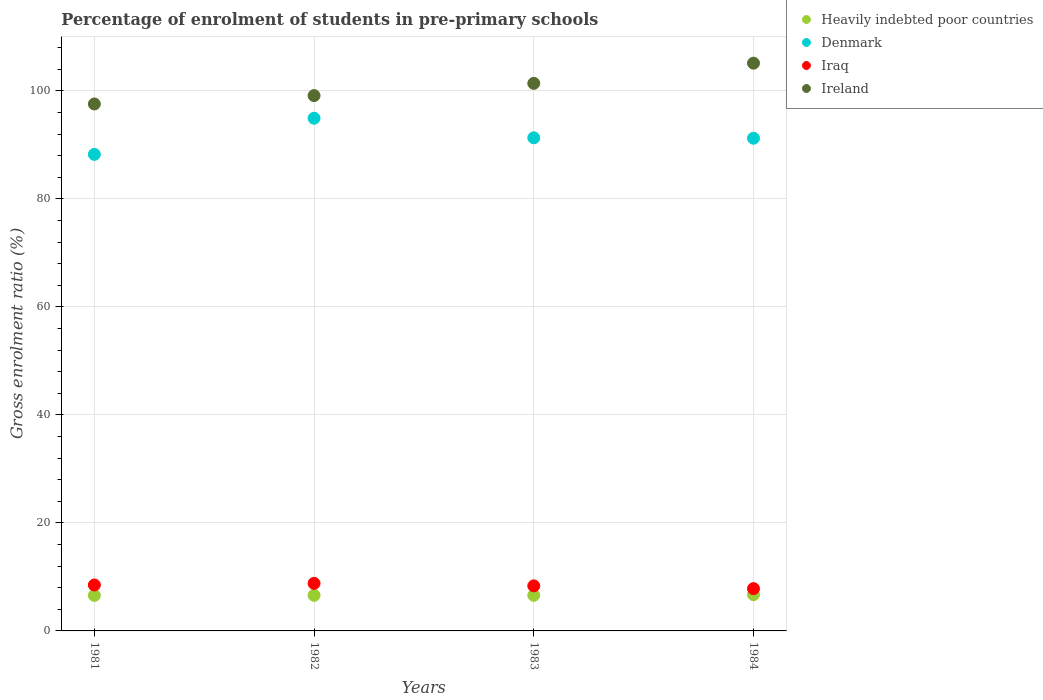 Percentage of enrolment of students in pre-primary schools
Heavily indebted poor countries
Denmark
Iraq
Ireland
Gross enrolment ratio (%)
100
80
60
40
20
0
1981
1982
1983
1984
Years